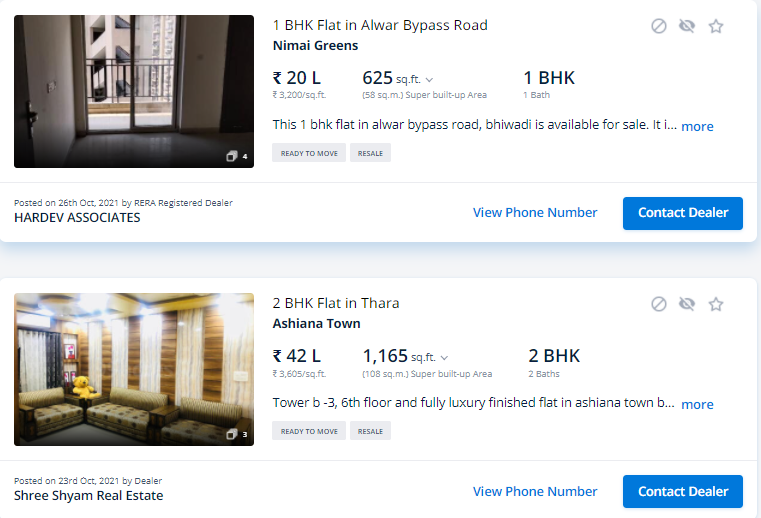 1 BHK Flat in Alwar Bypass Road
Nimai Greens
₹ 20 L
625 sq.ft.
1 BHK
₹ 3,200/sq.ft.
(58 sq.m.) Super built-up Area
1 Bath
This 1 bhk flat in alwar bypass road, bhiwadi is available for sale. It i... more
4
READY TO MOVE
RESALE
Posted on 26th Oct, 2021 by RERA Registered Dealer
HARDEV ASSOCIATES
View Phone Number
Contact Dealer
2 BHK Flat in Thara
Ashiana Town
₹ 42 L
1,165 sq.ft.
2 BHK
₹ 3,605/sq.ft.
(108 sq.m.) Super built-up Area
2 Baths
Tower b -3, 6th floor and fully luxury finished flat in ashiana town b... more
3
READY TO MOVE
RESALE
Posted on 23rd Oct, 2021 by Dealer
Shree Shyam Real Estate
View Phone Number
Contact Dealer